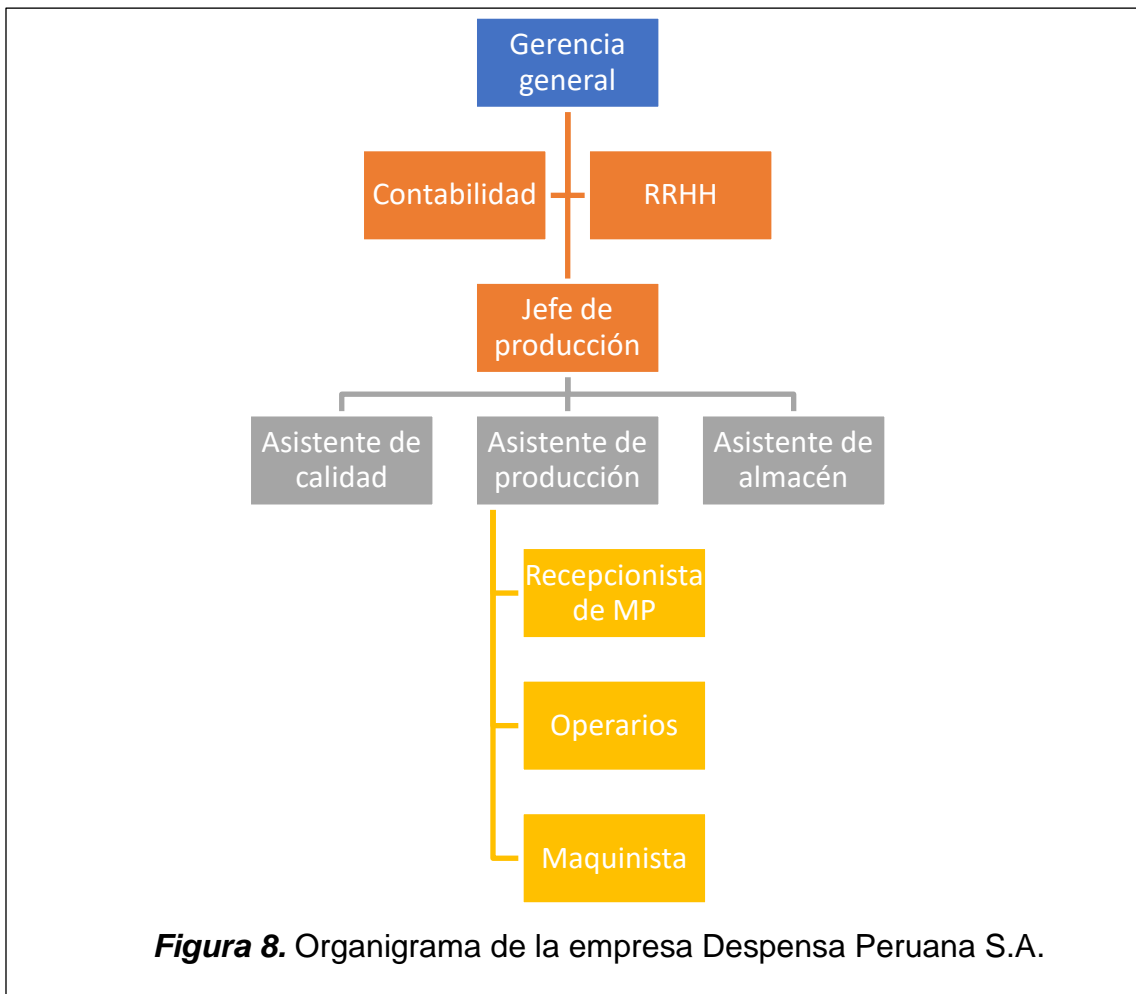 Gerencia
general
Contabilidad
RRHH
Jefe de
producción
Asistente de
calidad
Asistente de
producción
Asistente de
almacén
Recepcionista
de MP
Operarios
Maquinista
Figura 8. Organigrama de la empresa Despensa Peruana S.A.